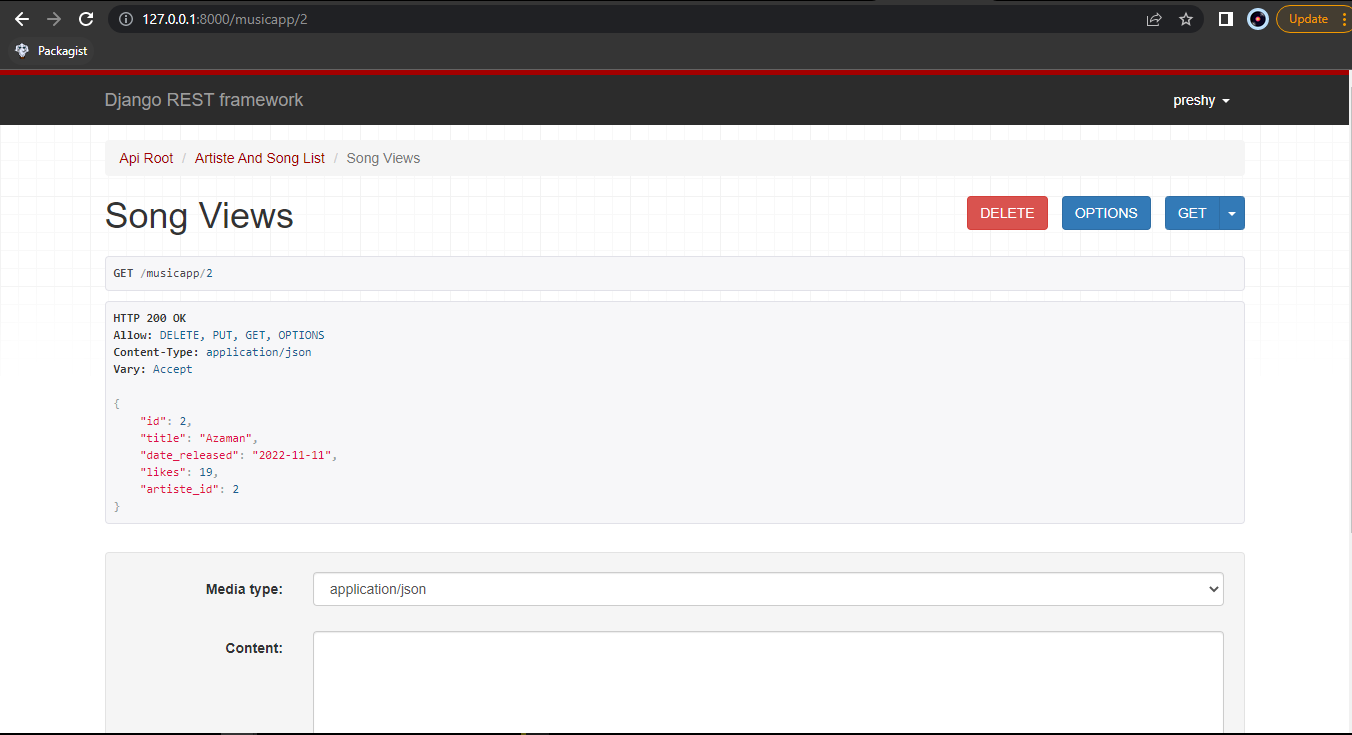 127.0.0.1:8000/musicapp/2
Update
Packagist
Django REST framework
preshy
Api Root / Artiste And Song List / Song Views
Song Views
DELETE
OPTIONS
GET
GET /musicapp/2
HTTP 200 OK
Allow: DELETE, PUT, GET, OPTIONS
Content-Type: application/json
Vary: Accept
{
"id": 2,
"title": "Azaman",
"date_released": "2022-11-11",
"likes": 19,
"artiste_id": 2
}
Media type:
application/json
Content: